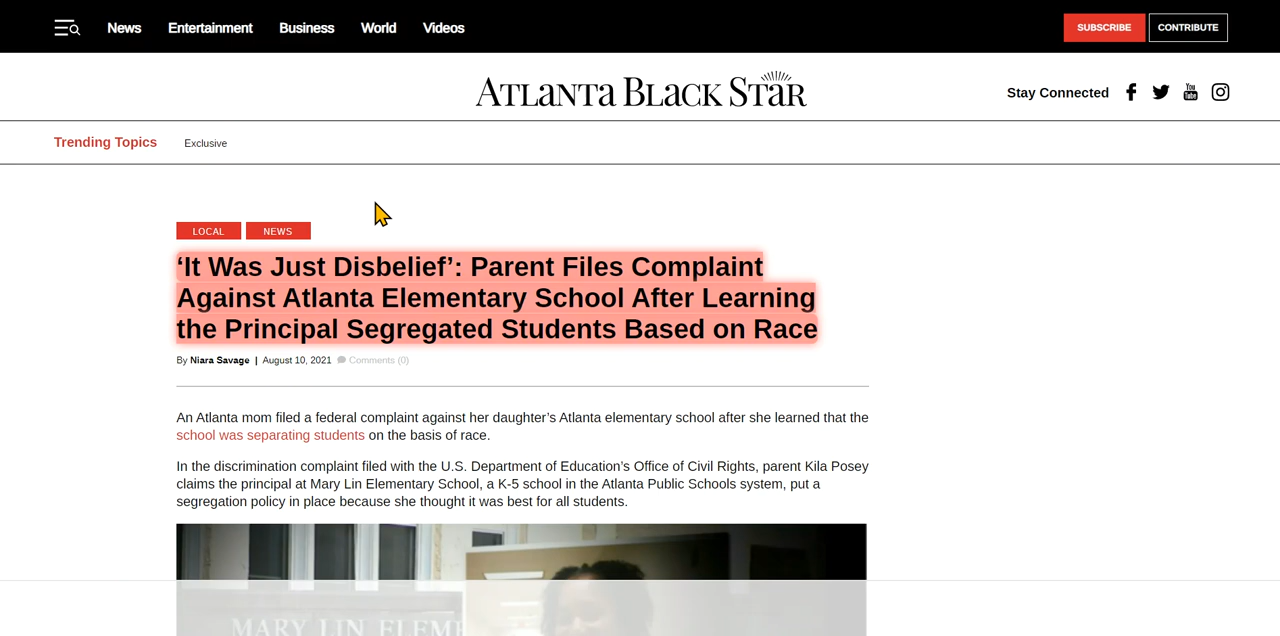 News Entertainment Business World Videos SUBSCRIBE CONTRIBUTE
ATLANTA BLACK STAR
Stay Connected
Trending Topics Exclusive
LOCAL NEWS
‘It Was Just Disbelief’: Parent Files Complaint
Against Atlanta Elementary School After Learning
the Principal Segregated Students Based on Race
By Niara Savage | August 10, 2021 Comments (0)
An Atlanta mom filed a federal complaint against her daughter’s Atlanta elementary school after she learned that the
school was separating students on the basis of race.
In the discrimination complaint filed with the U.S. Department of Education’s Office of Civil Rights, parent Kila Posey
claims the principal at Mary Lin Elementary School, a K-5 school in the Atlanta Public Schools system, put a
segregation policy in place because she thought it was best for all students.
MARY LIN ELEME